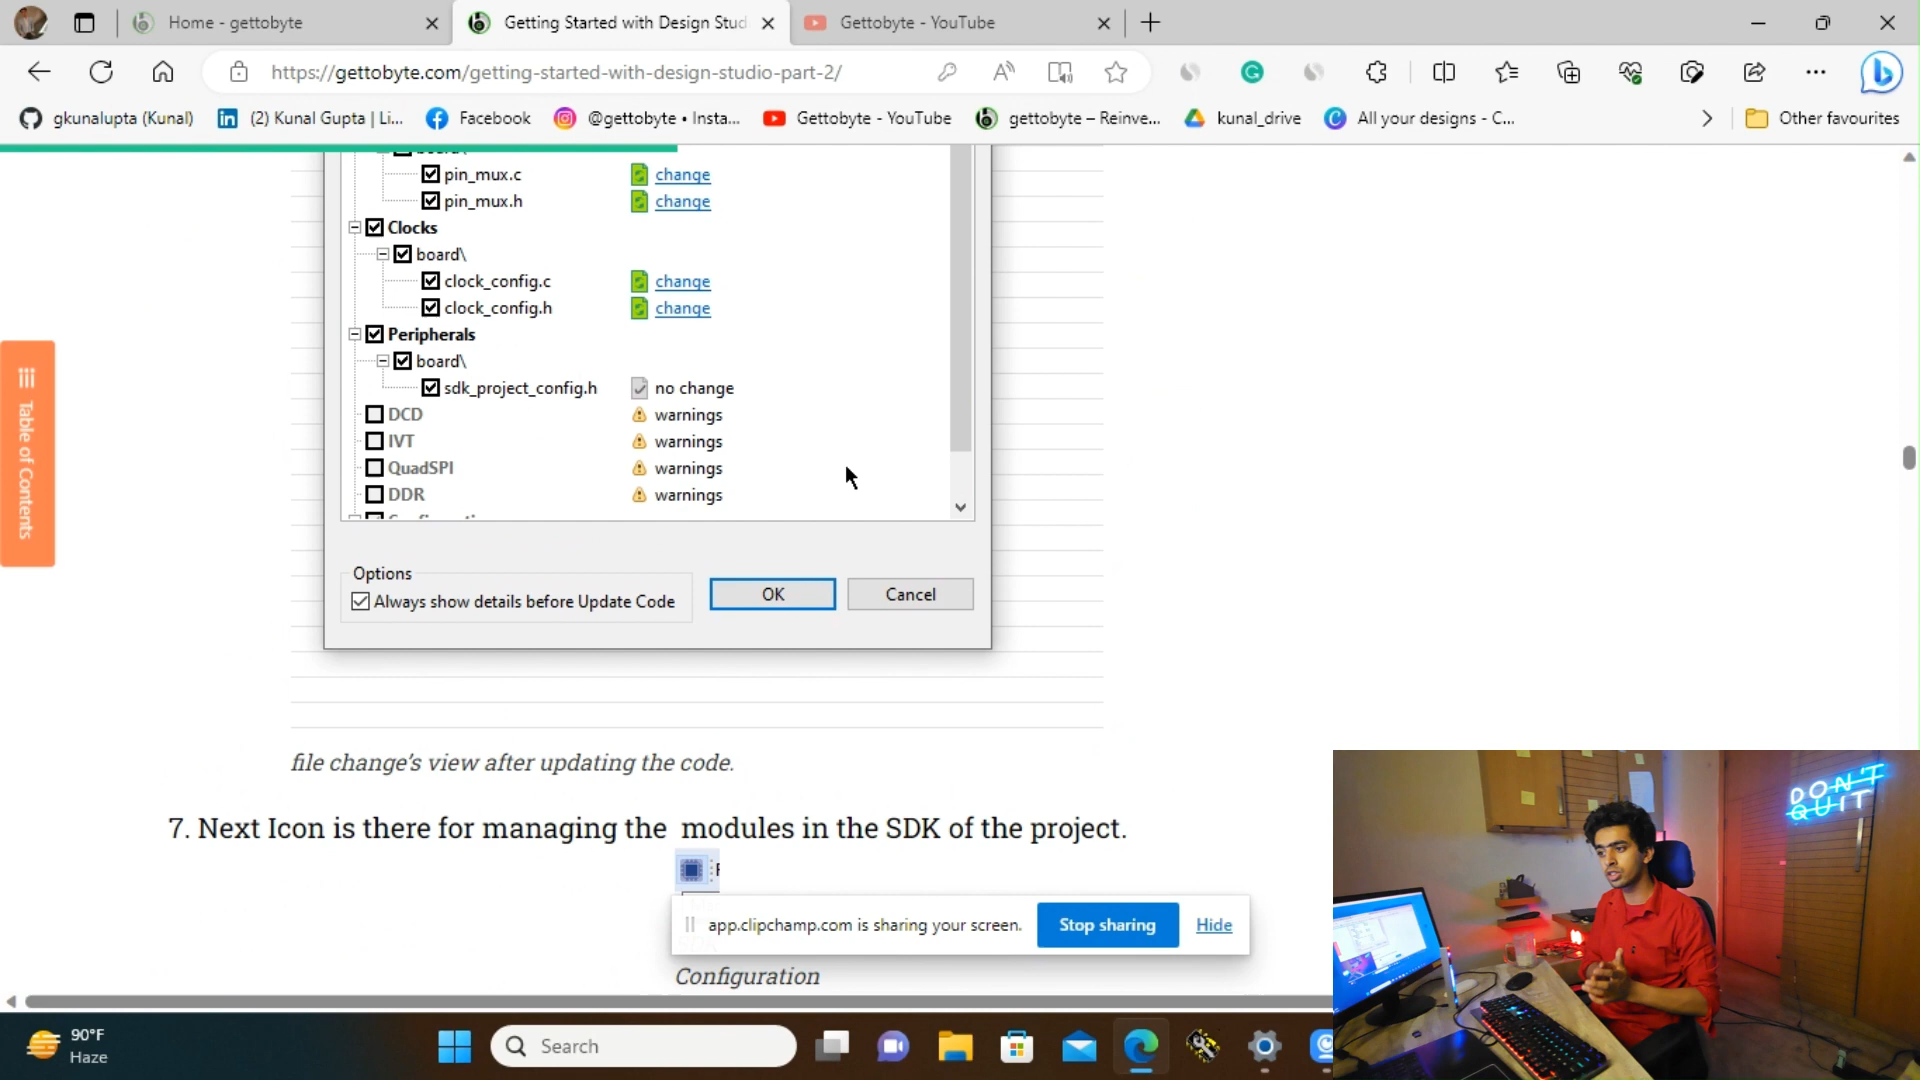 Home - gettobyte
Getting Started with Design Stud
Gettobyte - YouTube
https://gettobyte.com/getting-started-with-design-studio-part-2/
gkunalupta (Kunal)
(2) Kunal Gupta | Li...
Facebook
@gettobyte • Insta...
Gettobyte - YouTube
gettobyte – Reinve...
kunal_drive
All your designs - C...
Other favourites
pin_mux.c change
pin_mux.h change
Clocks
board\
clock_config.c change
clock_config.h change
Peripherals
board\
sdk_project_config.h no change
DCD warnings
IVT warnings
QuadSPI warnings
DDR warnings
Table of Contents
Options
Always show details before Update Code
OK
Cancel
file change's view after updating the code.
7. Next Icon is there for managing the modules in the SDK of the project.
app.clipchamp.com is sharing your screen.
Stop sharing
Hide
Configuration
DON'T
QUIT
90°F
Haze
Search